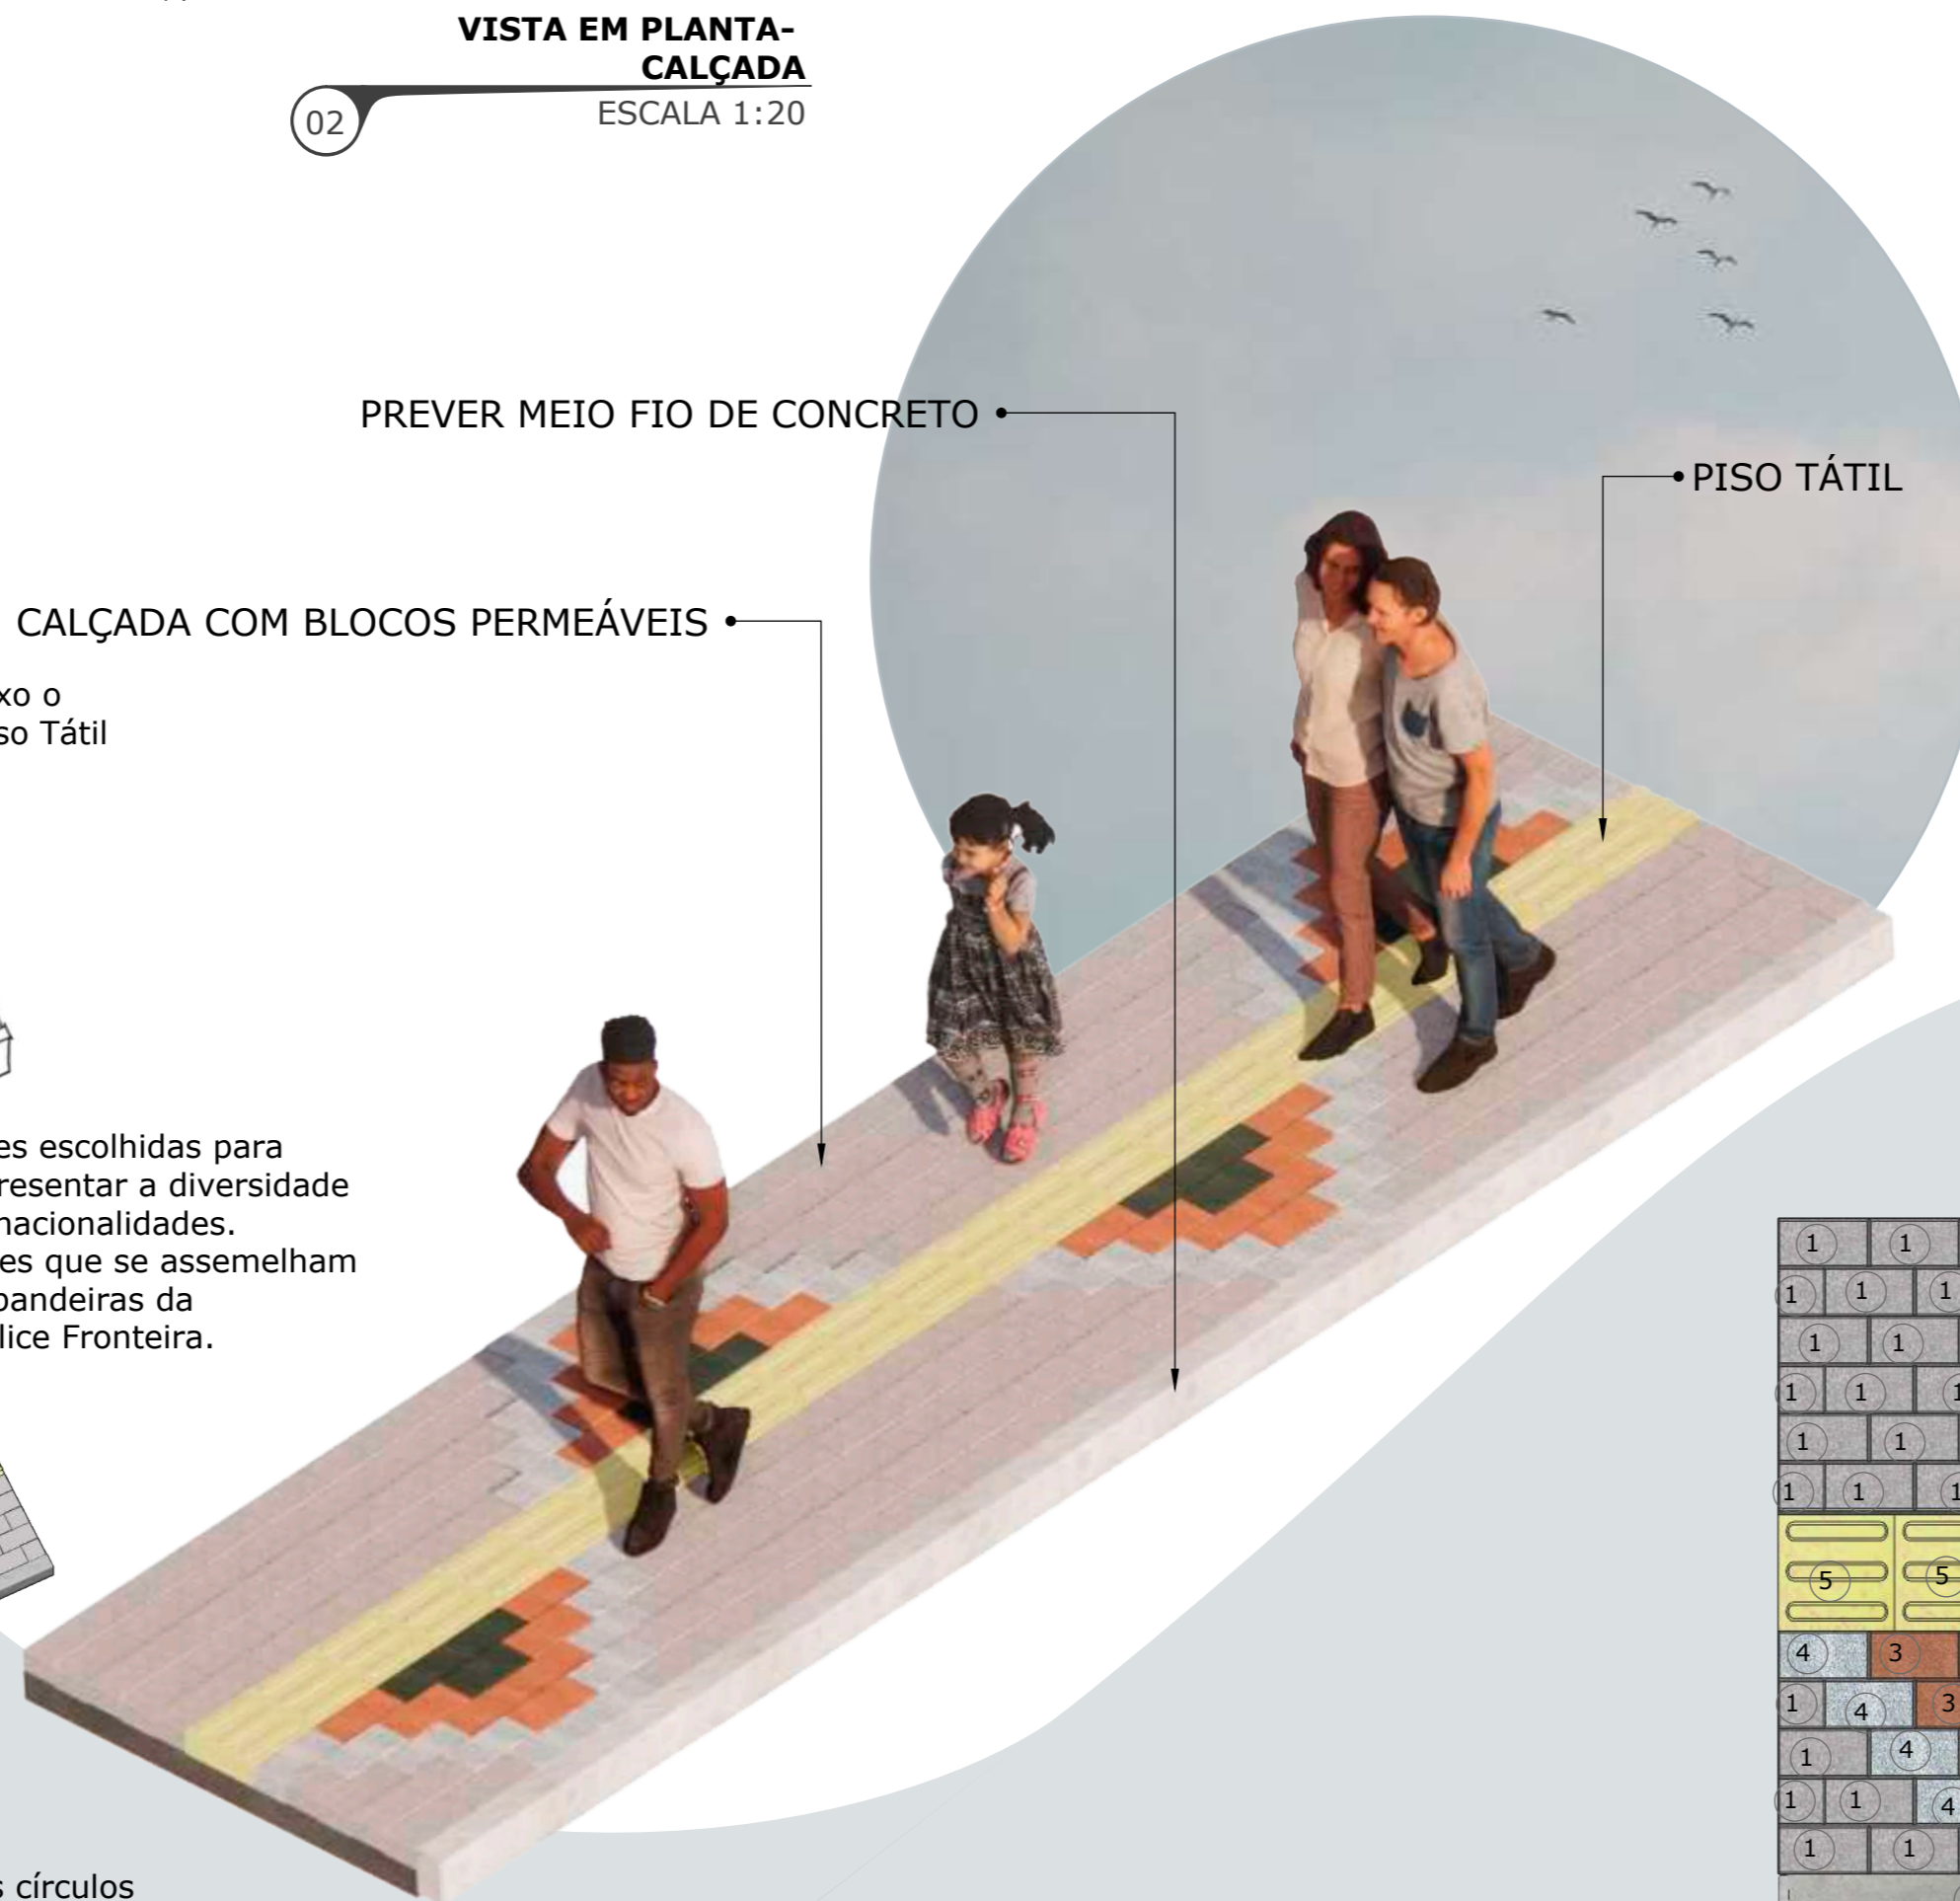 VISTA EM PLANTA-
CALÇADA
02
ESCALA 1:20
PREVER MEIO FIO DE CONCRETO
PISO TÁTIL
CALÇADA COM BLOCOS PERMEÁVEIS
xo o
so Tátil
es escolhidas para
resentar a diversidade
nacionalidades.
es que se assemelham
bandeiras da
lice Fronteira.
s círculos
1 1
1 1 1
1 1
1 1 1
1 1
1 1 1
5 5
4 3
1 4 3
1 4
1 1 4
1 1